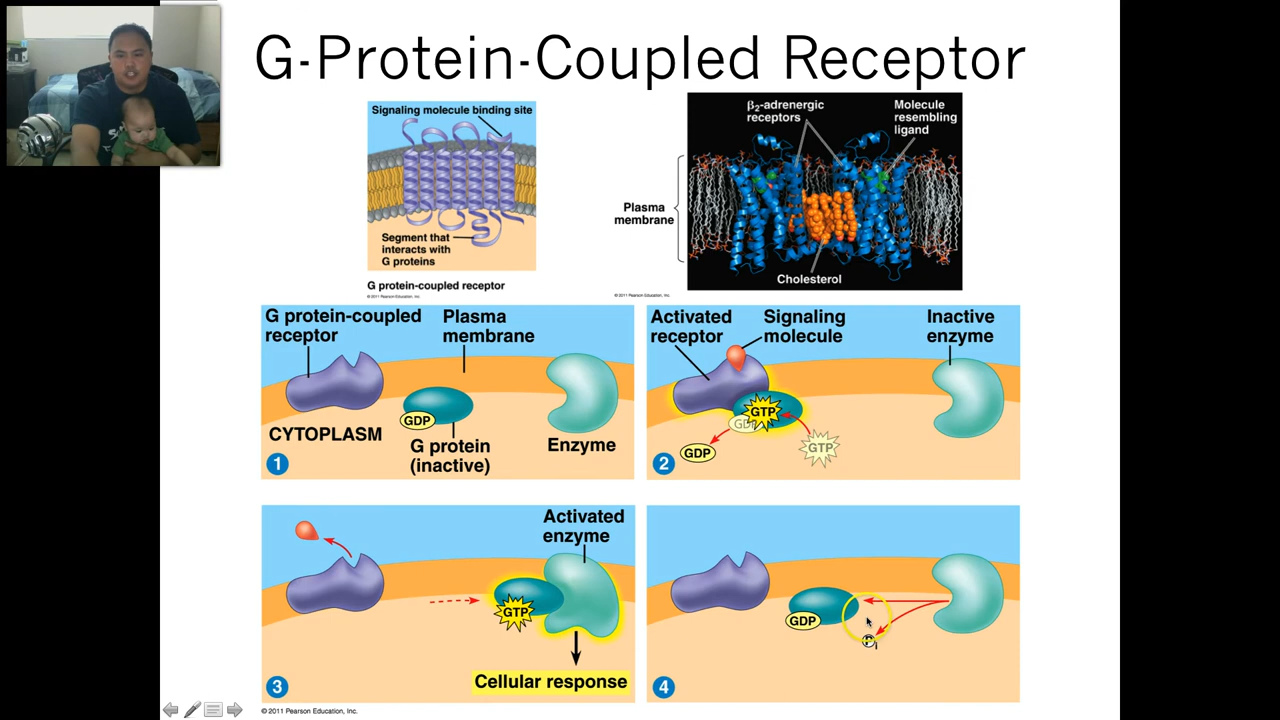 G-Protein-Coupled Receptor
Signaling molecule binding site
Segment that
interacts with
G proteins
G protein-coupled receptor
© 2011 Pearson Education, Inc.
β2-adrenergic
receptors
Molecule
resembling
ligand
Plasma
membrane
Cholesterol
© 2011 Pearson Education, Inc.
G protein-coupled
receptor
Plasma
membrane
GDP
CYTOPLASM
G protein
(inactive)
Enzyme
1
Activated
receptor
Signaling
molecule
Inactive
enzyme
GTP
GDP
GDP
GTP
2
Activated
enzyme
GTP
Cellular response
3
GDP
Pi
4
© 2011 Pearson Education, Inc.